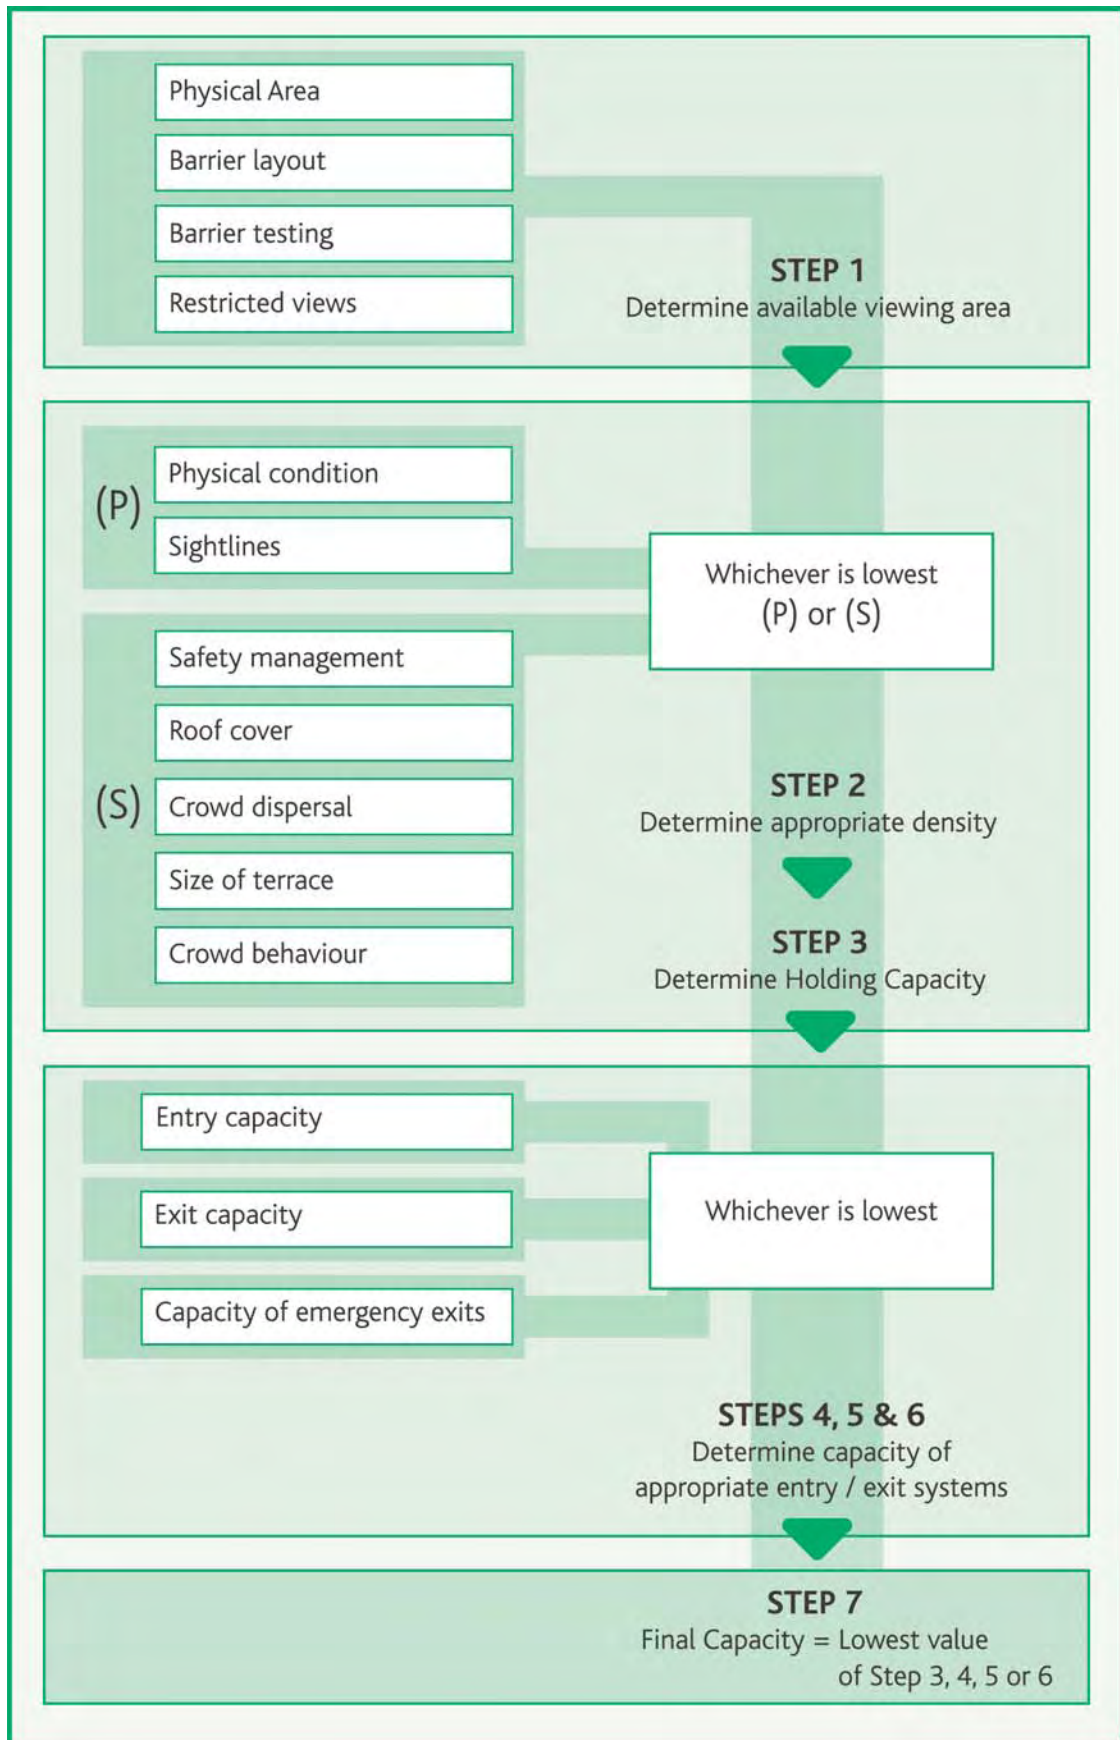 Physical Area
Barrier layout
Barrier testing
Restricted views
STEP 1
Determine available viewing area
(P)
Physical condition
Sightlines
Whichever is lowest
(P) or (S)
(S)
Safety management
Roof cover
Crowd dispersal
Size of terrace
Crowd behaviour
STEP 2
Determine appropriate density
STEP 3
Determine Holding Capacity
Entry capacity
Exit capacity
Capacity of emergency exits
Whichever is lowest
STEPS 4, 5 & 6
Determine capacity of
appropriate entry / exit systems
STEP 7
Final Capacity = Lowest value
of Step 3, 4, 5 or 6